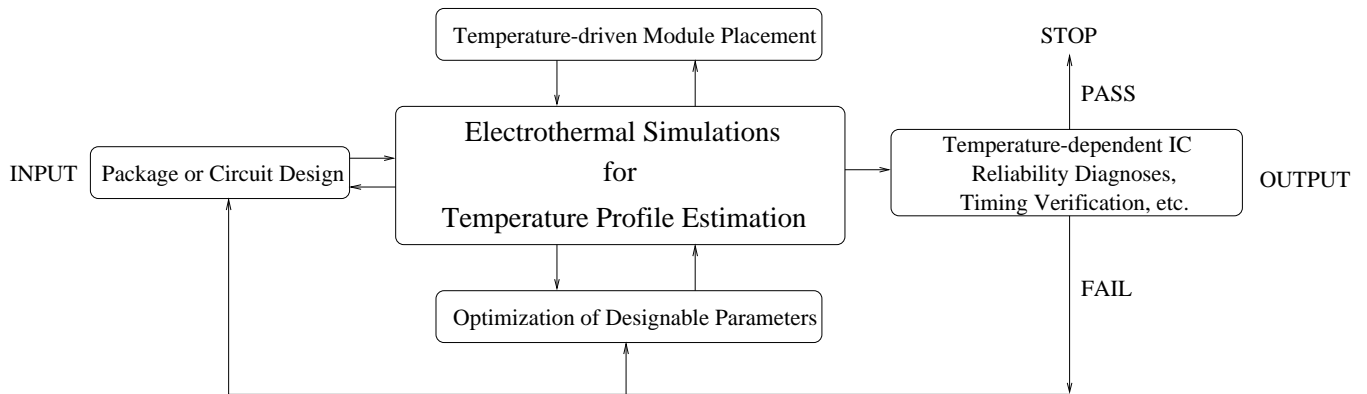 Temperature-driven Module Placement
STOP
PASS
Electrothermal Simulations
for
Temperature Profile Estimation
INPUT
Package or Circuit Design
Temperature-dependent IC
Reliability Diagnoses,
Timing Verification, etc.
OUTPUT
FAIL
Optimization of Designable Parameters